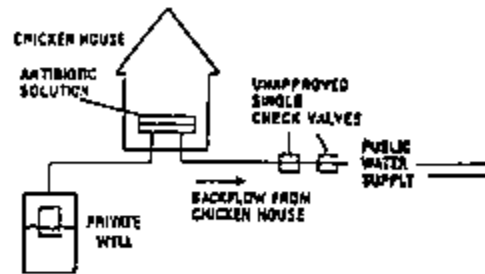 CHICKEN HOUSE
ANTIBIOTIC
SOLUTION
UNAPPROVED
SINGLE
CHECK VALVES
PUBLIC
WATER
SUPPLY
BACKFLOW FROM
CHICKEN HOUSE
PRIVATE
WELL